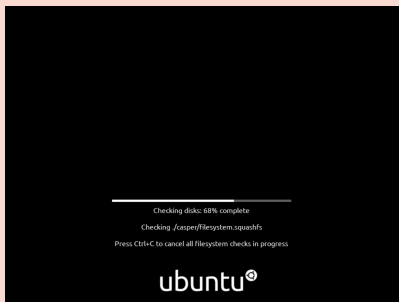 Checking disks: 68% complete
Checking ./casper/filesystem.squashfs
Press Ctrl+C to cancel all filesystem checks in progress
ubuntu